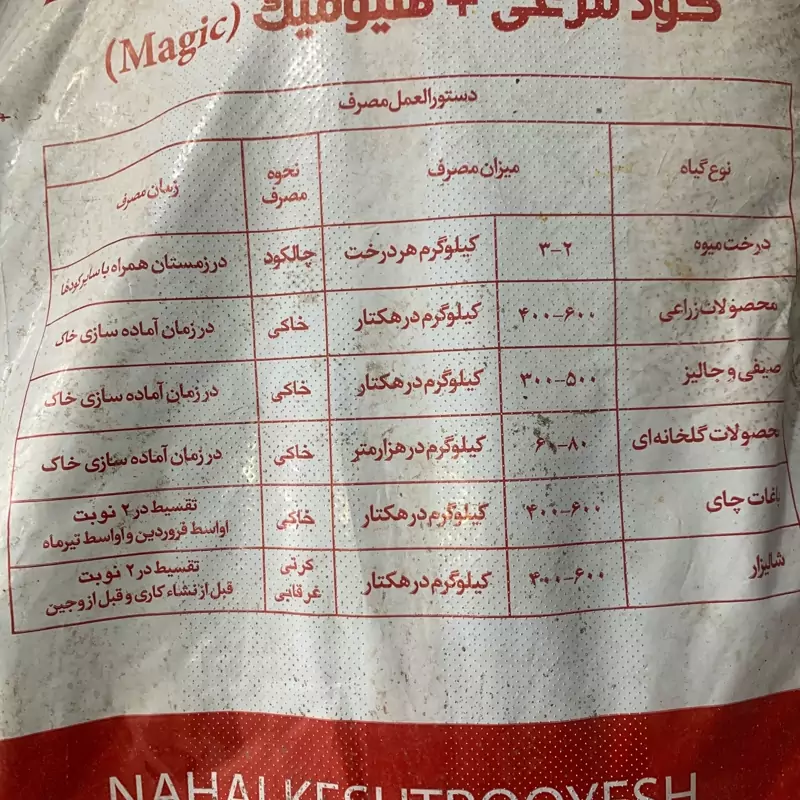 کود مرغی + هیومیک (Magic)
دستورالعمل مصرف
نوع گیاه میزان مصرف نحوه مصرف زمان مصرف
درخت میوه ۲-۳ کیلوگرم هر درخت چالکود در زمستان همراه با سایر کودها
محصولات زراعی ۴۰۰-۶۰۰ کیلوگرم در هکتار خاکی در زمان آماده سازی خاک
صیفی و جالیز ۳۰۰-۵۰۰ کیلوگرم در هکتار خاکی در زمان آماده سازی خاک
محصولات گلخانه‌ای ۶۰-۸۰ کیلوگرم در هزار متر خاکی در زمان آماده سازی خاک
باغات چای ۴۰۰-۶۰۰ کیلوگرم در هکتار خاکی تقسیط در ۲ نوبت
اواسط فروردین و اواسط تیرماه
شالیزار ۴۰۰-۶۰۰ کیلوگرم در هکتار کرتی غرقابی تقسیط در ۲ نوبت
قبل از نشاء کاری و قبل از وجین
NAHALKESHTROOYESH